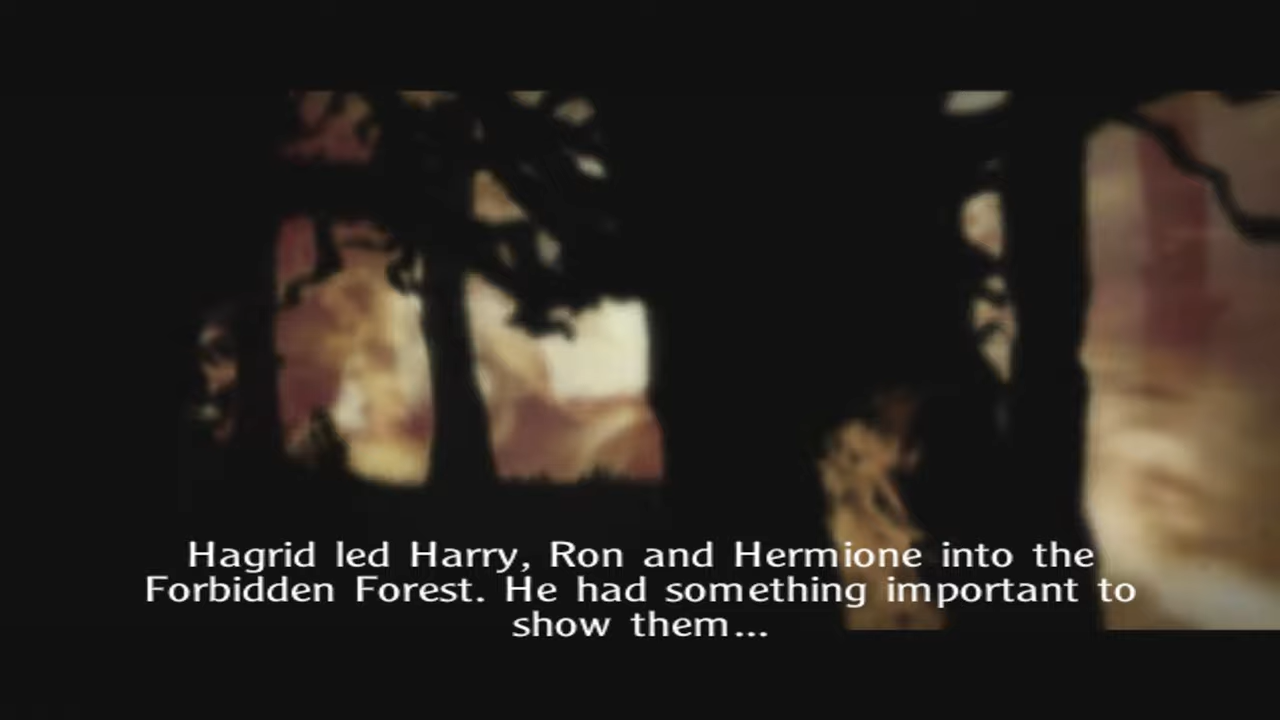 Hagrid led Harry, Ron and Hermione into the
Forbidden Forest. He had something important to
show them...